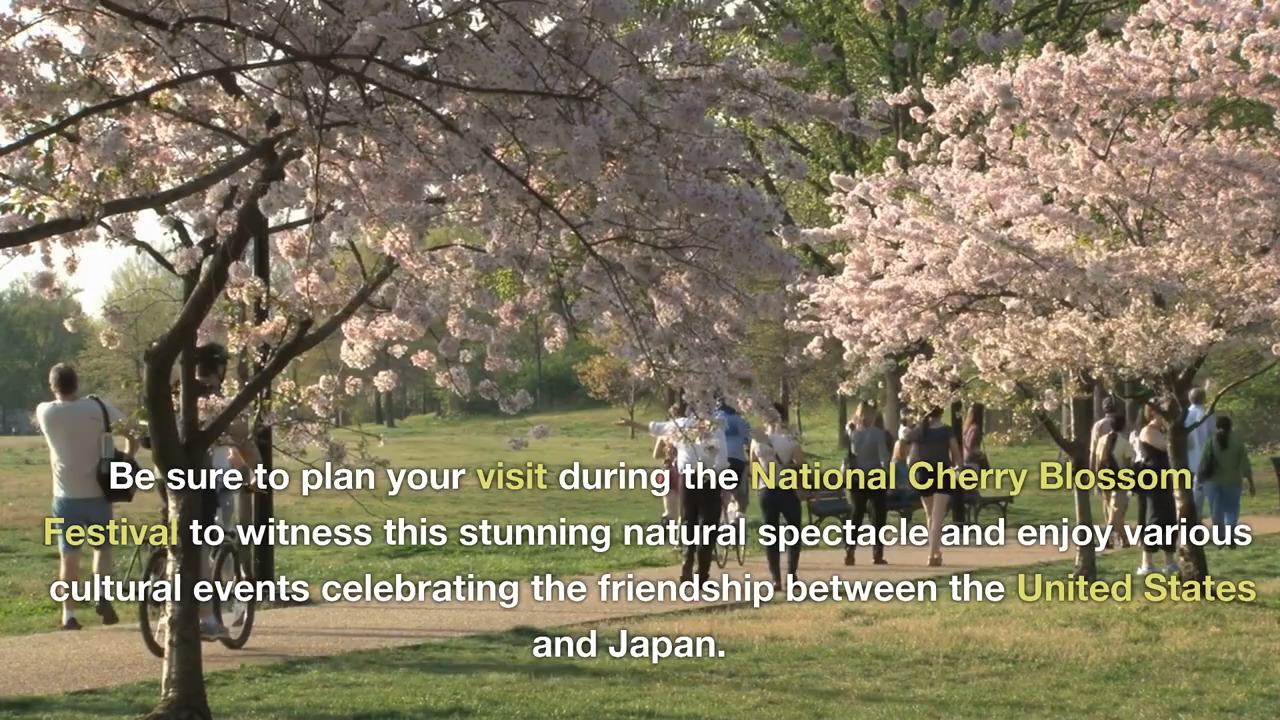 Be sure to plan your visit during the National Cherry Blossom
Festival to witness this stunning natural spectacle and enjoy various
cultural events celebrating the friendship between the United States
and Japan.